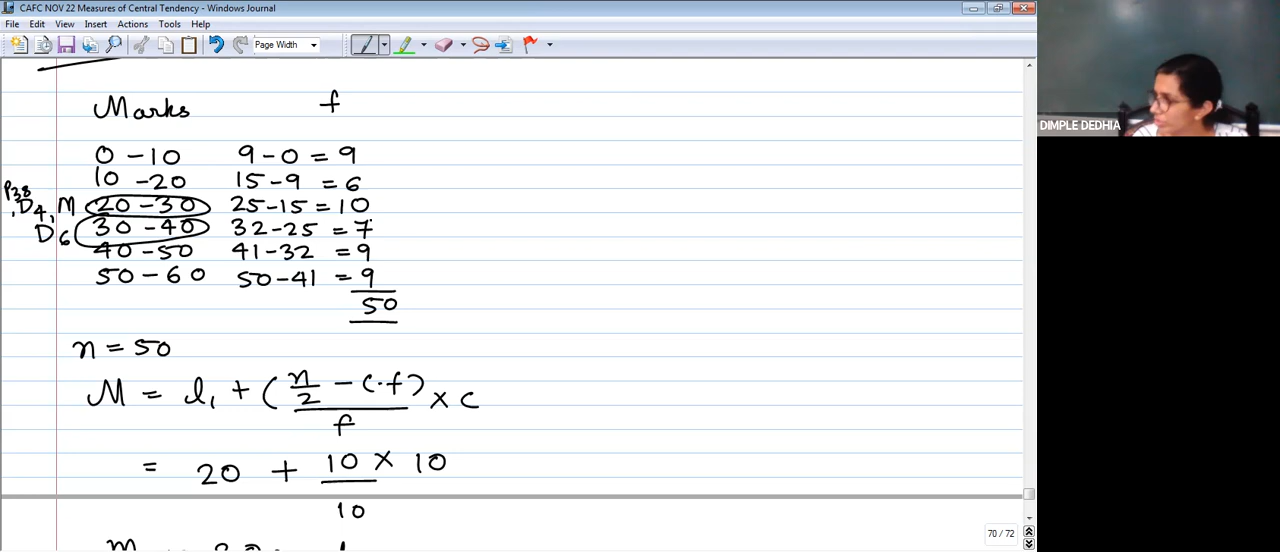 CAFC NOV 22 Measures of Central Tendency - Windows Journal
File Edit View Insert Actions Tools Help
Page Width
DIMPLE DEDHIA
Marks f
0 - 10 9 - 0 = 9
10 - 20 15 - 9 = 6
P38, D4, M 20 - 30 25 - 15 = 10
D6 30 - 40 32 - 25 = 7
40 - 50 41 - 32 = 9
50 - 60 50 - 41 = 9
50
n = 50
M = l₁ + (n/2 - c.f) / f × c
= 20 + 10/10 × 10
70 / 72